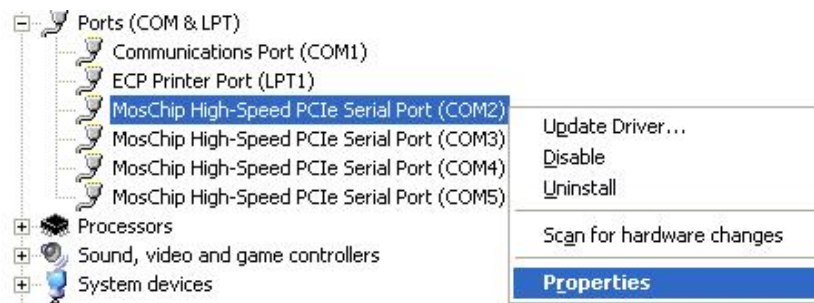 Ports (COM & LPT)
Communications Port (COM1)
ECP Printer Port (LPT1)
MosChip High-Speed PCIe Serial Port (COM2)
MosChip High-Speed PCIe Serial Port (COM3)
MosChip High-Speed PCIe Serial Port (COM4)
MosChip High-Speed PCIe Serial Port (COM5)
Processors
Sound, video and game controllers
System devices
Update Driver...
Disable
Uninstall
Scan for hardware changes
Properties